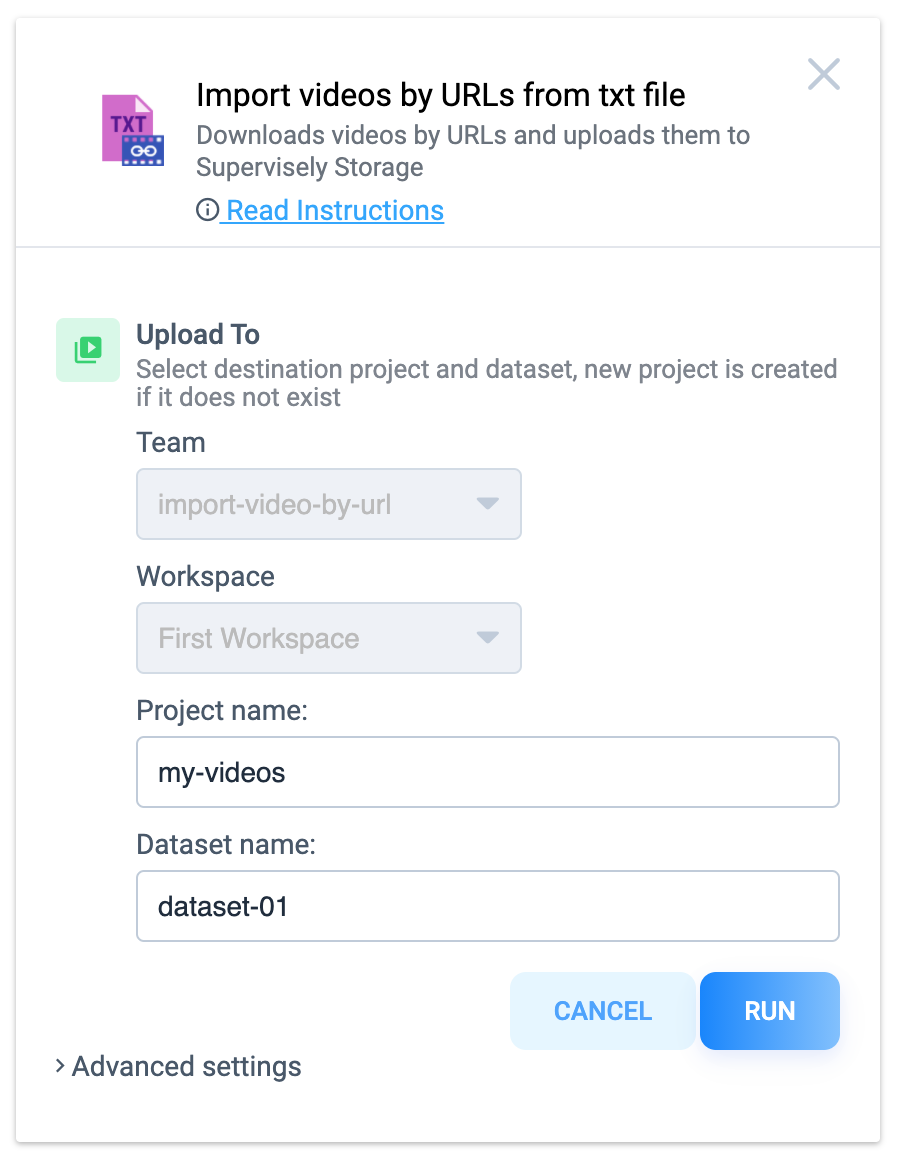 TXT
Import videos by URLs from txt file
Downloads videos by URLs and uploads them to
Supervisely Storage
Read Instructions
Upload To
Select destination project and dataset, new project is created
if it does not exist
Team
import-video-by-url
Workspace
First Workspace
Project name:
my-videos
Dataset name:
dataset-01
CANCEL
RUN
Advanced settings